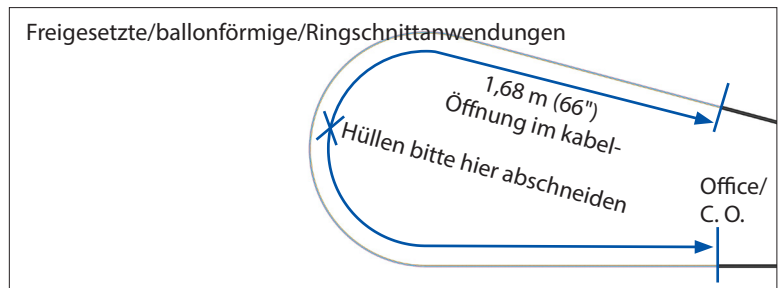 Freigesetzte/ballonförmige/Ringschnittanwendungen
1,68 m (66")
Öffnung im kabel-
Hüllen bitte hier abschneiden
Office/
C. O.